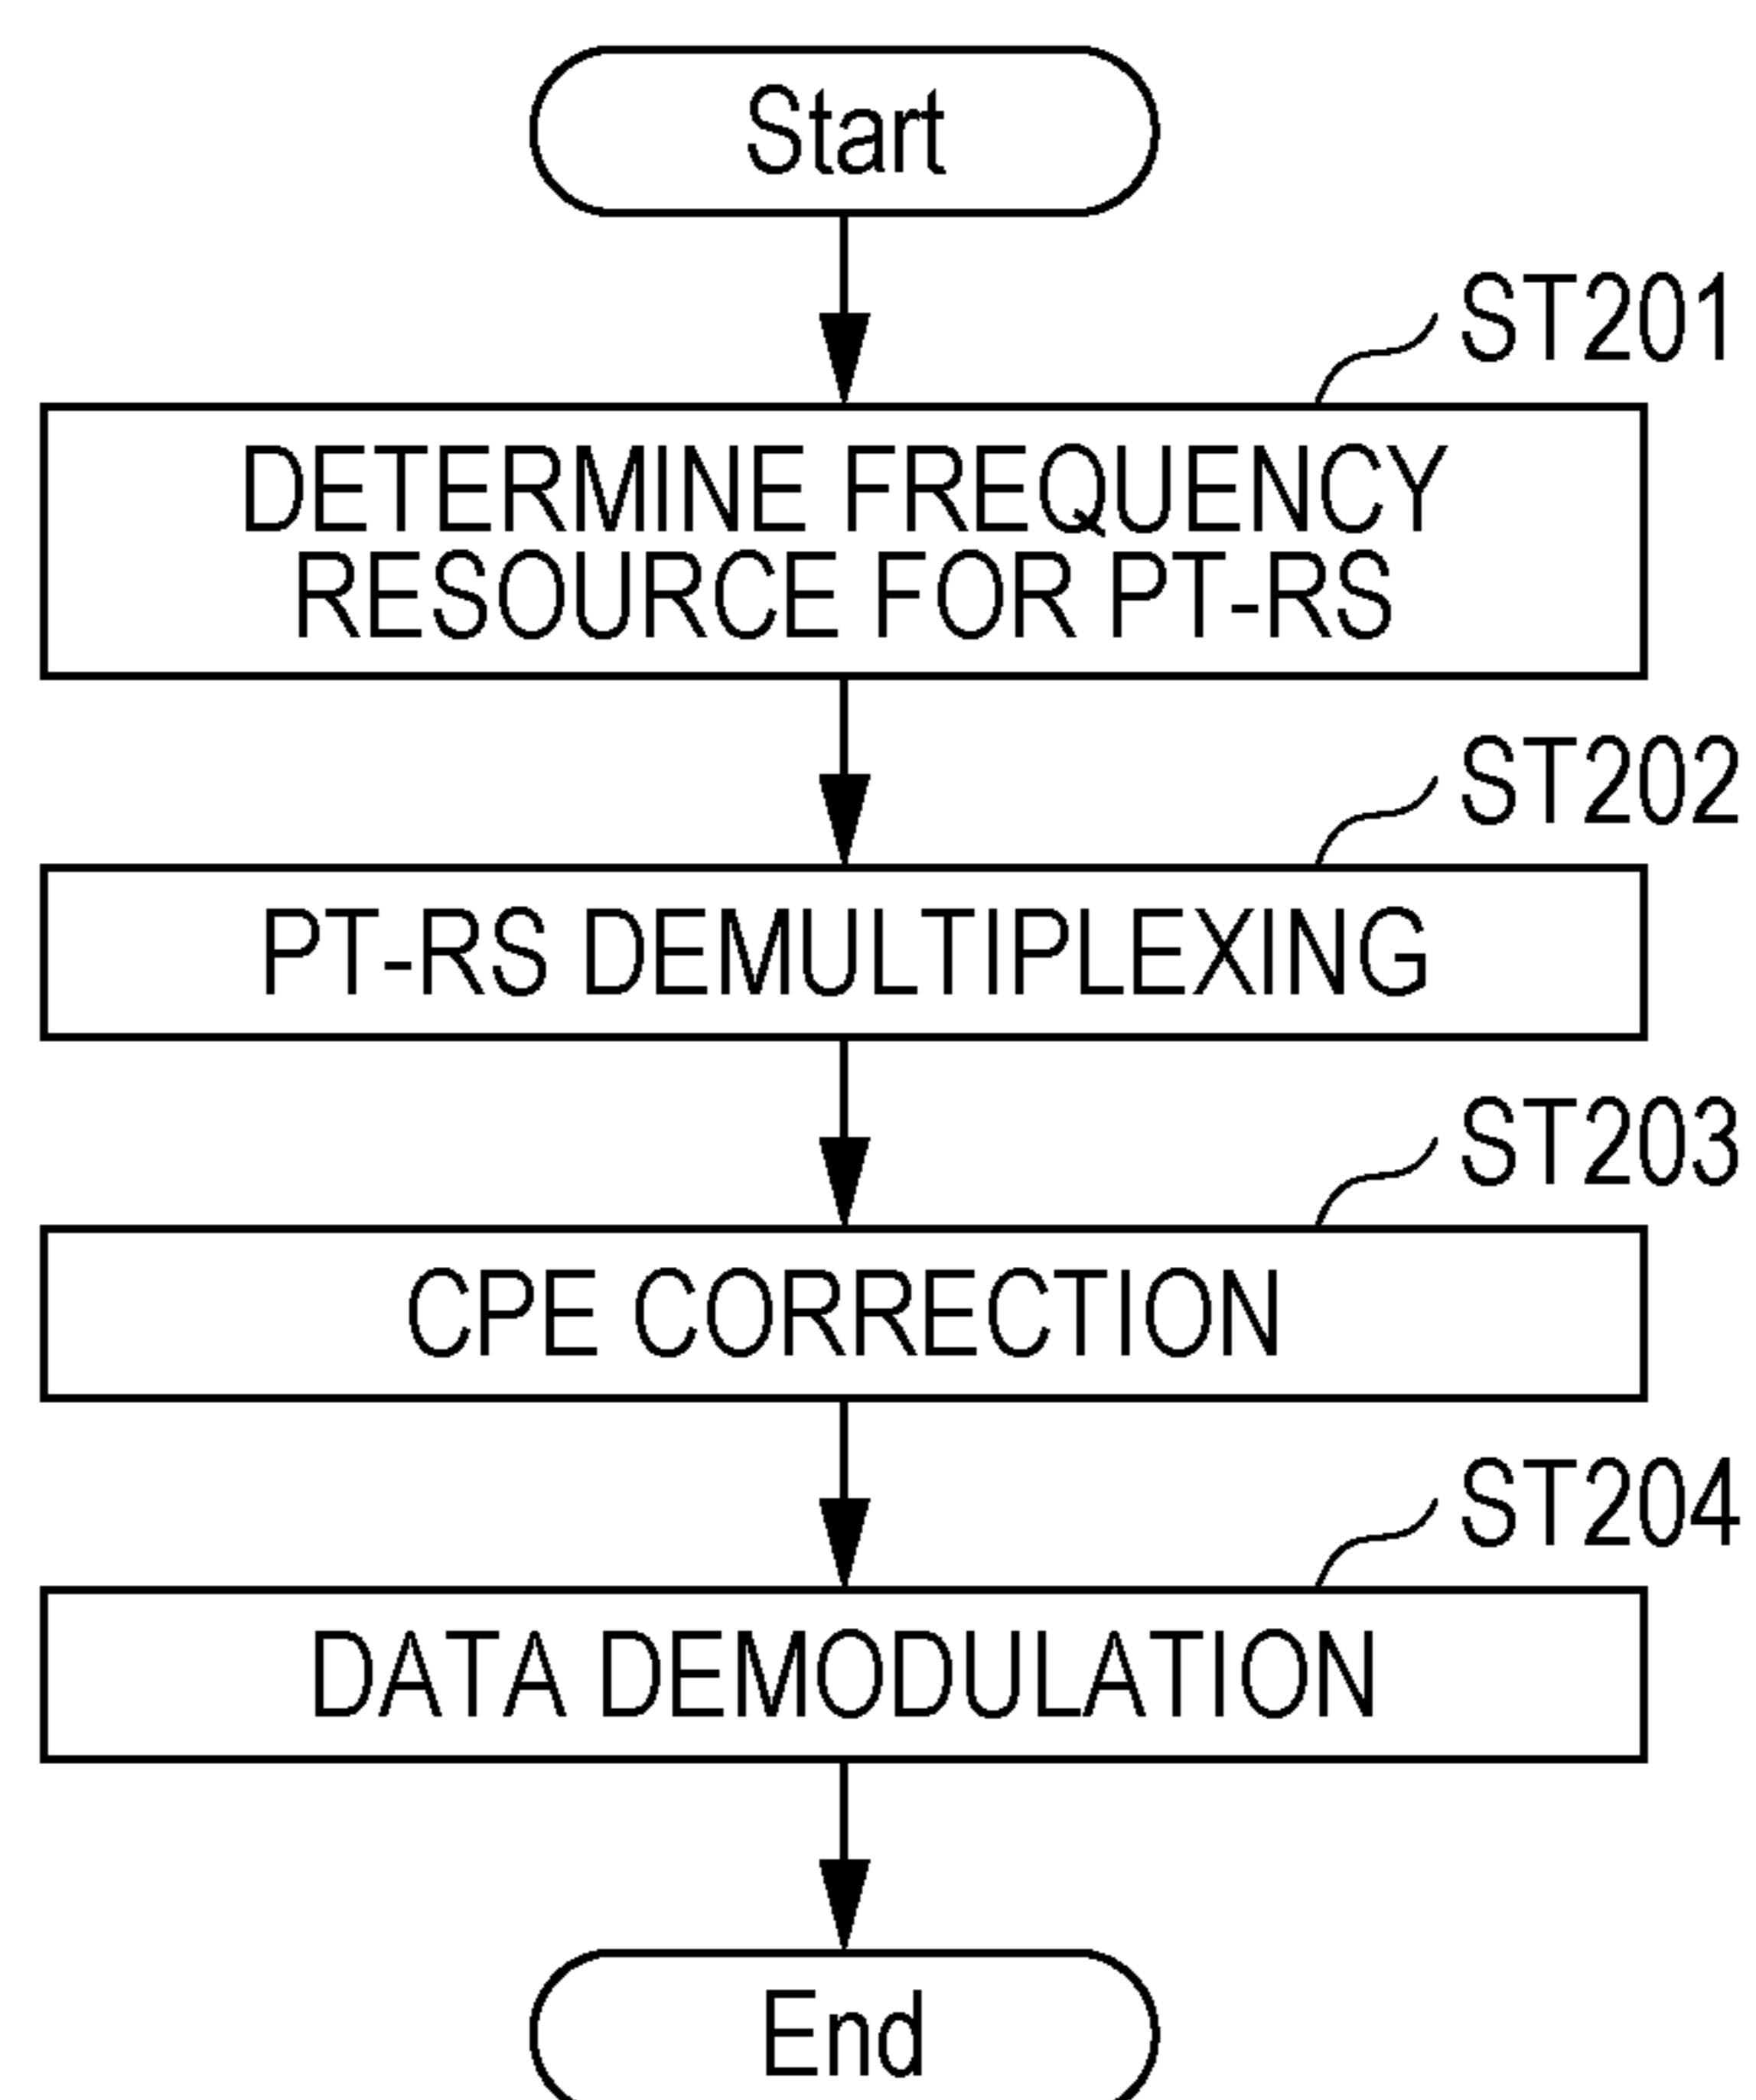 Start
ST201
DETERMINE FREQUENCY
RESOURCE FOR PT-RS
ST202
PT-RS DEMULTIPLEXING
ST203
CPE CORRECTION
ST204
DATA DEMODULATION
End